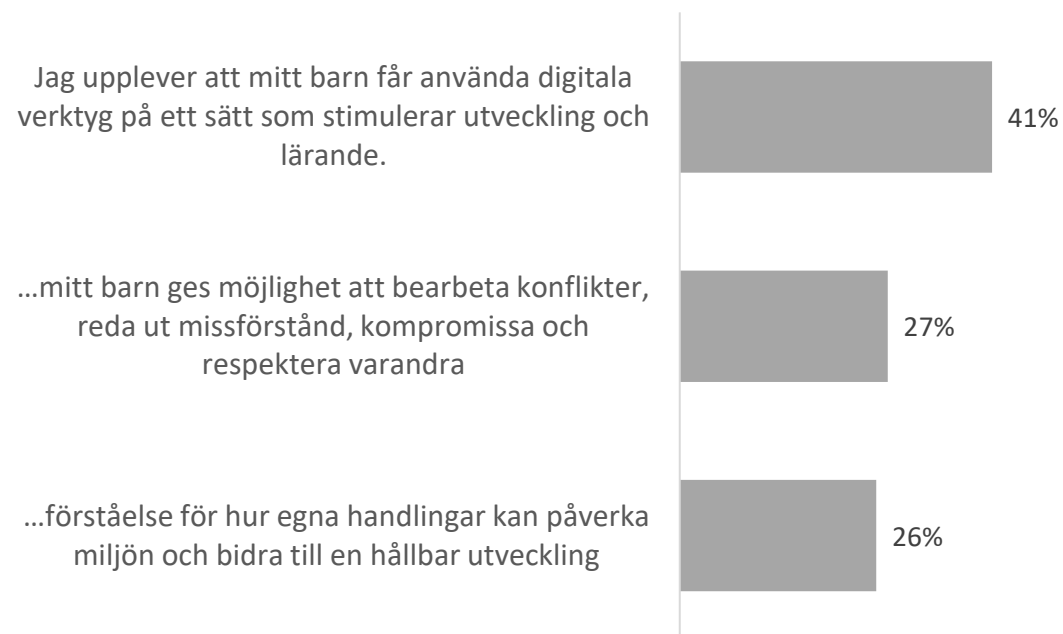 Jag upplever att mitt barn får använda digitala
verktyg på ett sätt som stimulerar utveckling och
lärande.
41%
…mitt barn ges möjlighet att bearbeta konflikter,
reda ut missförstånd, kompromissa och
respektera varandra
27%
…förståelse för hur egna handlingar kan påverka
miljön och bidra till en hållbar utveckling
26%